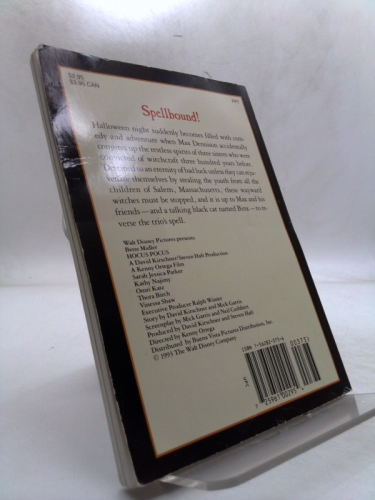 $2.95
$3.95 CAN
Spellbound!
Halloween night suddenly becomes filled with com-
edy and adventure when Max Dennison accidentally
conjures up the restless spirits of three sisters who were
convicted of witchcraft three hundred years before.
to an eternity of bad luck unless they can
themselves by stealing the youth from all the
children of Salem, Massachusetts, these wayward
witches must be stopped, and it is up to Max and his
friends—and a talking black cat named Binx—to re-
verse the trio's spell.
Walt Disney Pictures presents
Bette Midler
HOCUS POCUS
A David Kirschner/Steven Haft Production
A Kenny Ortega Film
Sarah Jessica Parker
Kathy Najimy
Omri Katz
Thora Birch
Vinessa Shaw
Executive Producer Ralph Winter
Story by David Kirschner and Mick Garris
Screenplay by Mick Garris and Neil Cuthbert
Produced by David Kirschner and Steven Haft
Directed by Kenny Ortega
Distributed by Buena Vista Pictures Distribution, Inc.
© 1993 The Walt Disney Company